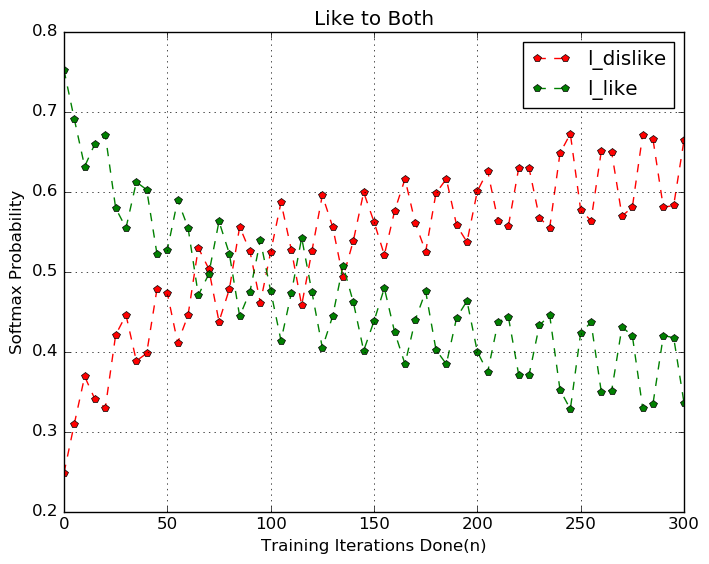 Like to Both
0.8
0.7
0.6
0.5
0.4
0.3
0.2
Softmax Probability
l_dislike
l_like
0 50 100 150 200 250 300
Training Iterations Done(n)